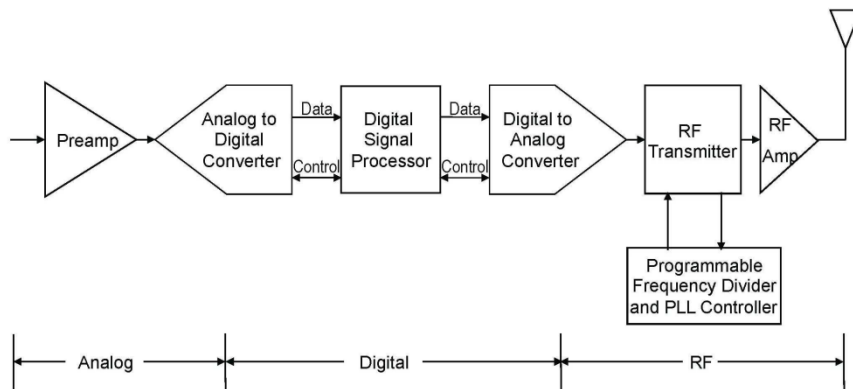 Preamp
Analog to
Digital
Converter
Data
Control
Digital
Signal
Processor
Data
Control
Digital to
Analog
Converter
RF
Transmitter
RF
Amp
Programmable
Frequency Divider
and PLL Controller
Analog
Digital
RF